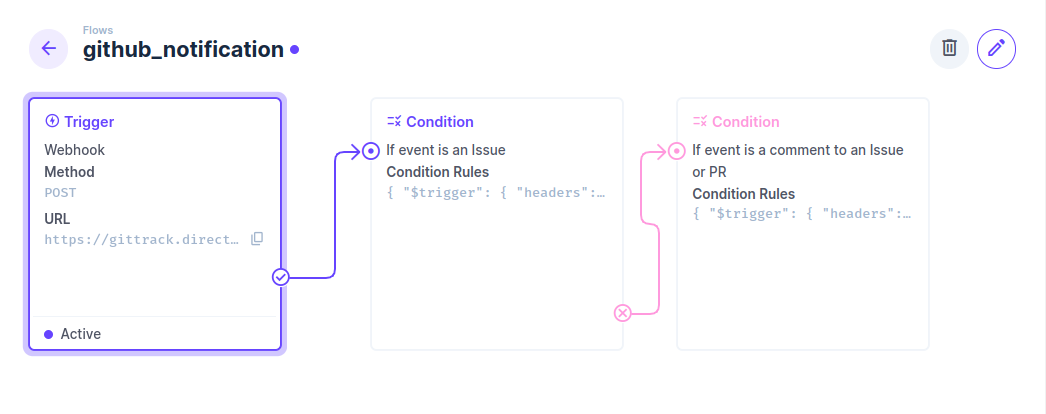 Flows
github_notification
Trigger
Webhook
Method
POST
URL
https://gittrack.direct…
Active
Condition
If event is an Issue
Condition Rules
{ "$trigger": { "headers":…
Condition
If event is a comment to an Issue
or PR
Condition Rules
{ "$trigger": { "headers":…